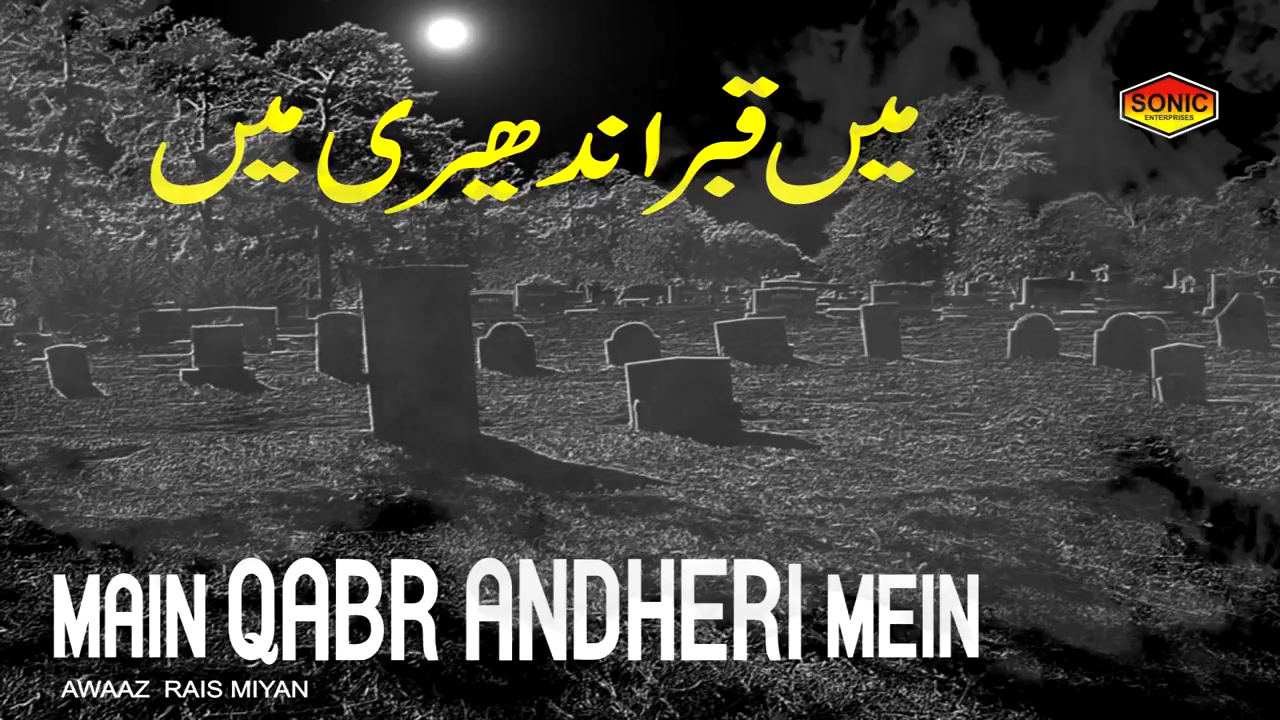 SONIC
ENTERPRISES
میں قبر اندھیری میں
MAIN QABR ANDHERI MEIN
AWAAZ RAIS MIYAN